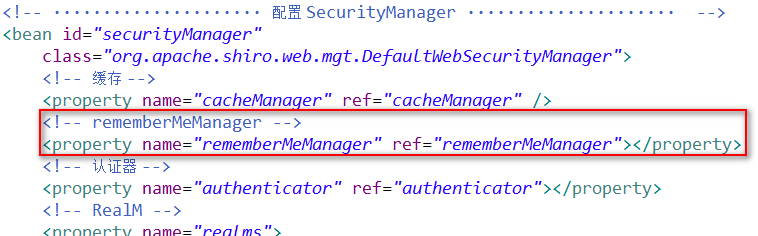 <!-- ····················· 配置 SecurityManager ·····················  -->
<bean id="securityManager"
class="org.apache.shiro.web.mgt.DefaultWebSecurityManager">
<!-- 缓存 -->
<property name="cacheManager" ref="cacheManager" />
<!-- rememberMeManager -->
<property name="rememberMeManager" ref="rememberMeManager"></property>
<!-- 认证器 -->
<property name="authenticator" ref="authenticator"></property>
<!-- RealM -->
<property name="realms">